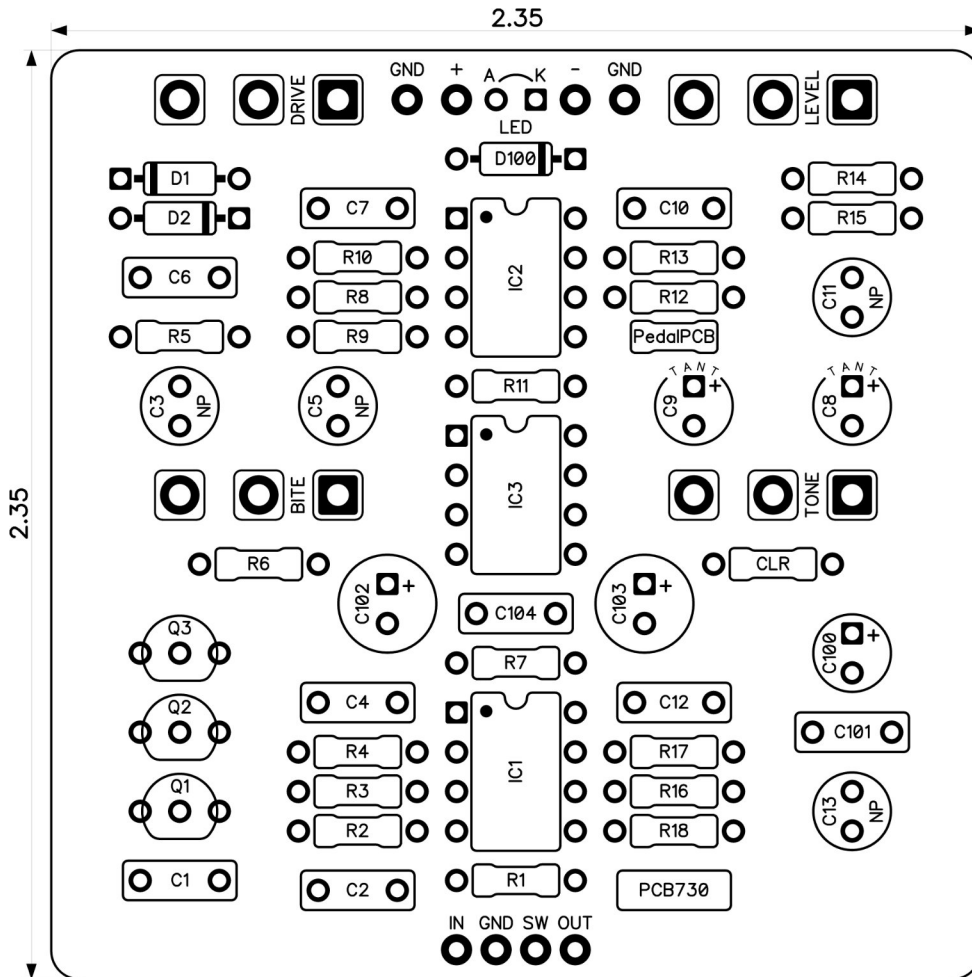 2.35
2.35
DRIVE
GND
+
A
K
-
GND
LEVEL
LED
D100
D1
D2
C7
C10
R14
R15
C6
R10
R8
R9
IC2
R13
R12
PedalPCB
C11
NP
R5
R11
C3
NP
C5
NP
TANT
+
C9
TANT
+
C8
IC3
BITE
TONE
R6
CLR
C102
+
C104
C103
+
R7
Q3
Q2
Q1
C100
+
C4
C12
C101
R4
R3
R2
IC1
R17
R16
R18
C13
NP
C1
C2
R1
PCB730
IN GND SW OUT